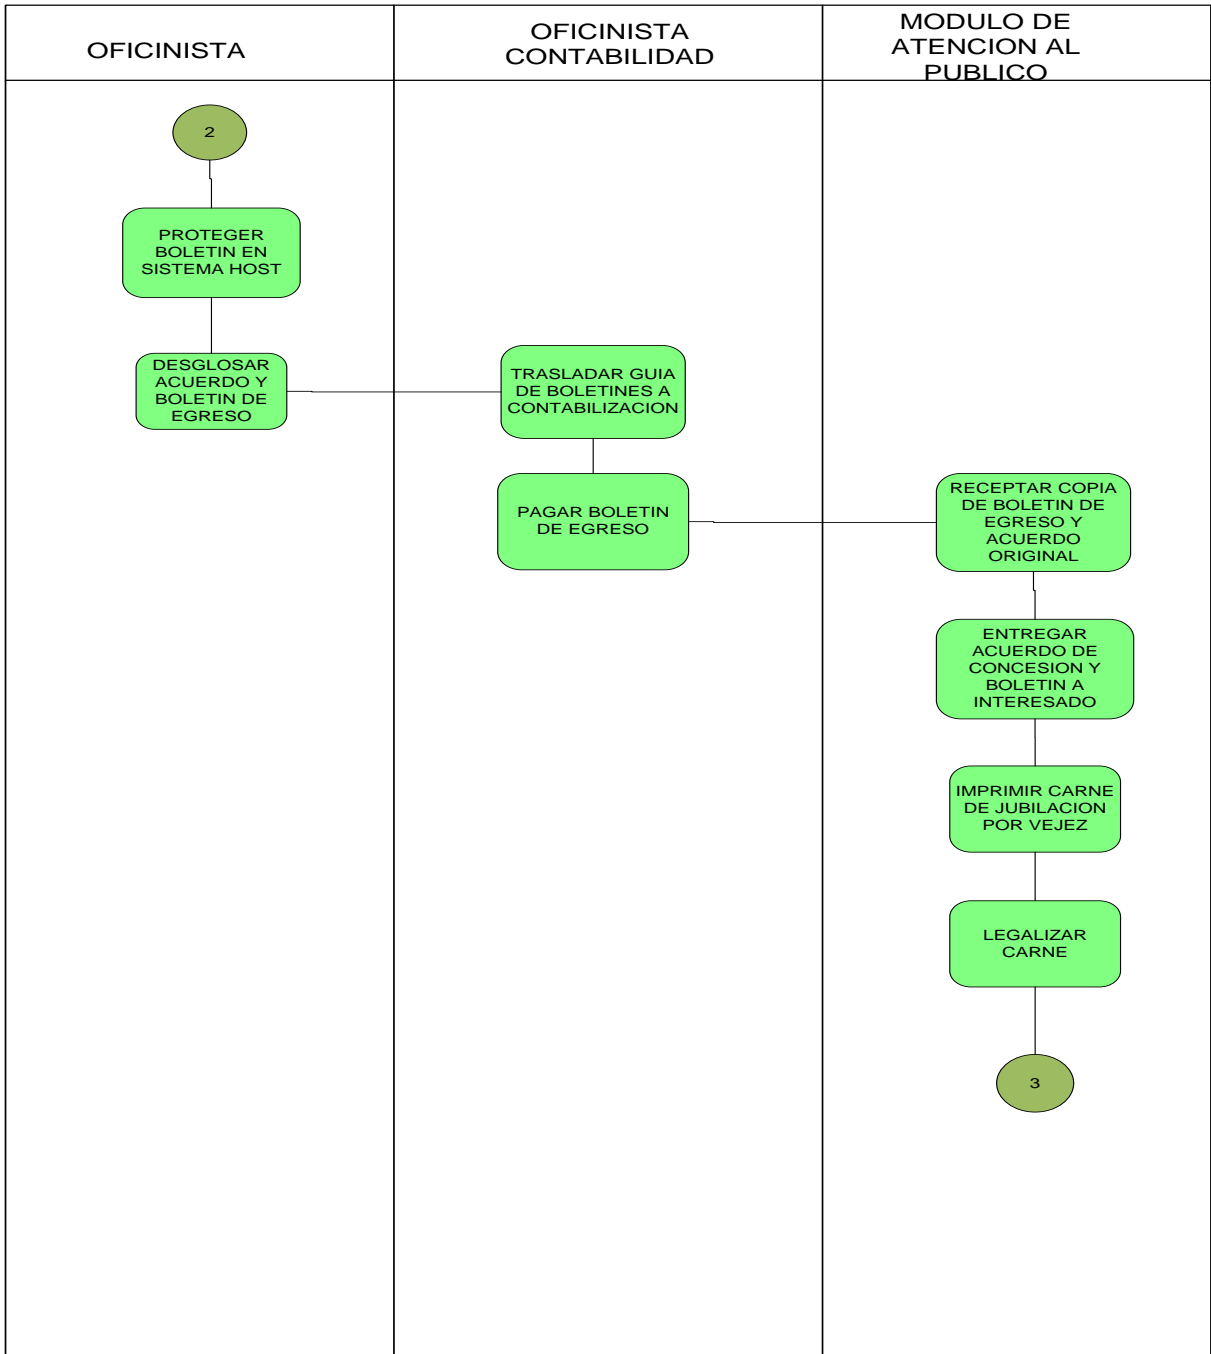 OFICINISTA
OFICINISTA
CONTABILIDAD
MODULO DE
ATENCION AL
PUBLICO
2
PROTEGER
BOLETIN EN
SISTEMA HOST
DESGLOSAR
ACUERDO Y
BOLETIN DE
EGRESO
TRASLADAR GUIA
DE BOLETINES A
CONTABILIZACION
PAGAR BOLETIN
DE EGRESO
RECEPTAR COPIA
DE BOLETIN DE
EGRESO Y
ACUERDO
ORIGINAL
ENTREGAR
ACUERDO DE
CONCESION Y
BOLETIN A
INTERESADO
IMPRIMIR CARNE
DE JUBILACION
POR VEJEZ
LEGALIZAR
CARNE
3